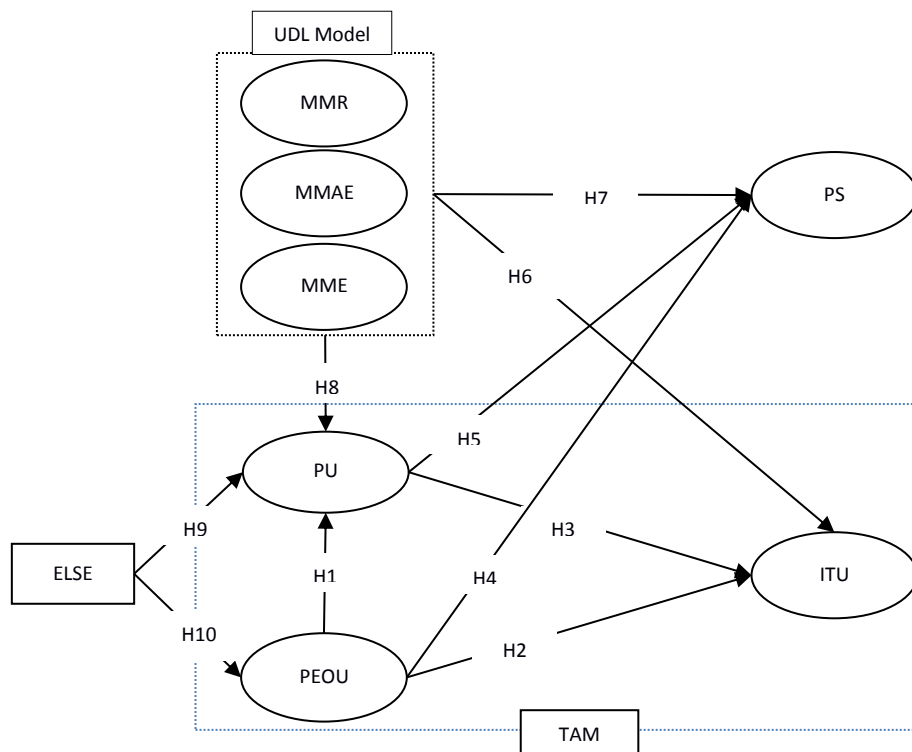 UDL Model
MMR
MMAE
MME
PS
H7
H6
H8
H5
PU
H3
H9
ELSE
H1
H4
ITU
H10
H2
PEOU
TAM